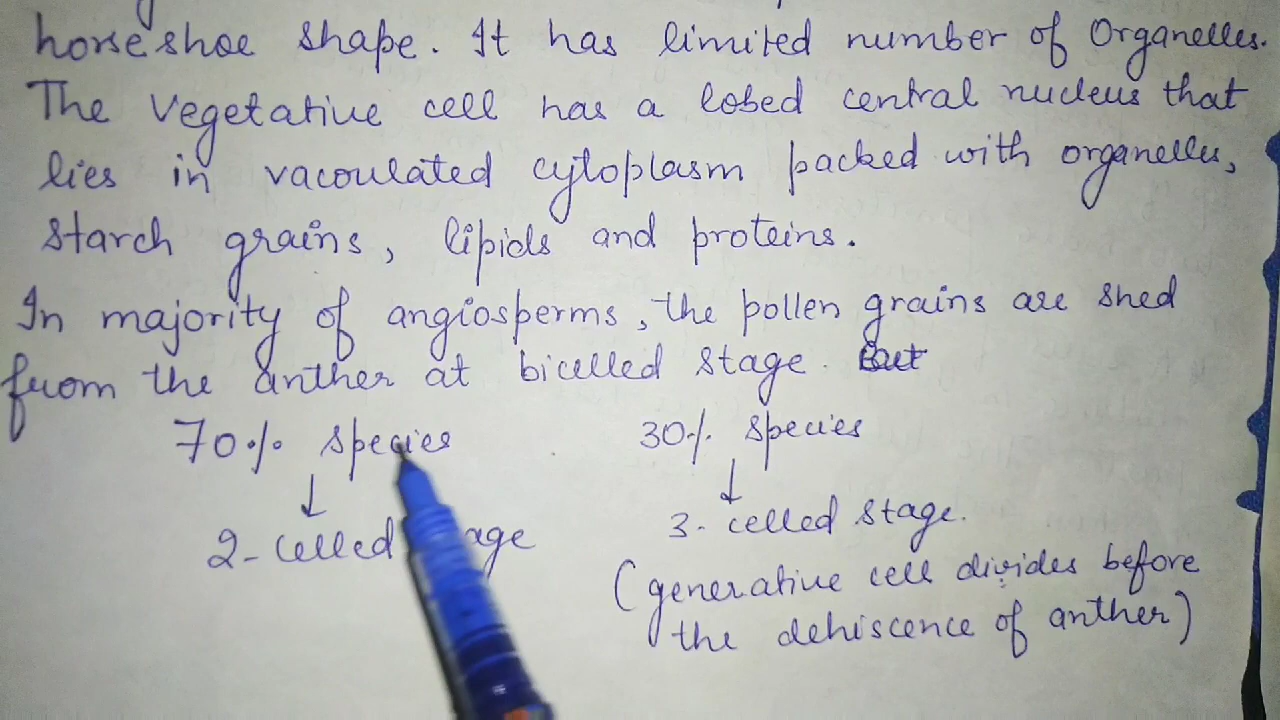 horseshoe shape. It has limited number of Organelles.
The vegetative cell has a lobed central nucleus that
lies in vacoulated cytoplasm packed with organelles,
starch grains, lipids and proteins.
In majority of angiosperms, the pollen grains are shed
from the anther at bicelled stage. But
70% species 30% species
↓ ↓
2-celled 3-celled stage.
(generative cell divides before
the dehiscence of anther)